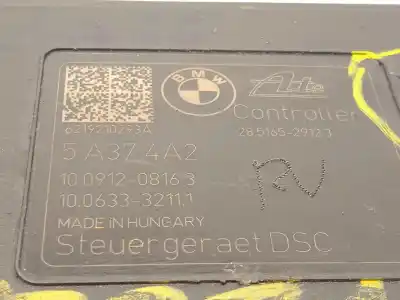 BMW
Ate
Controller
6219210293A
28.5165-2912.3
5 A37 4A2
10.0912-0816.3
10.0633-3211.1
MADE IN HUNGARY
Steuergeraet DSC